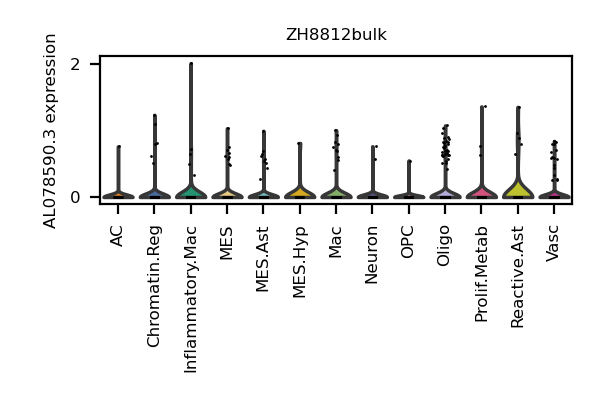 ZH8812bulk
AL078590.3 expression
2
0
AC
Chromatin.Reg
Inflammatory.Mac
MES
MES.Ast
MES.Hyp
Mac
Neuron
OPC
Oligo
Prolif.Metab
Reactive.Ast
Vasc